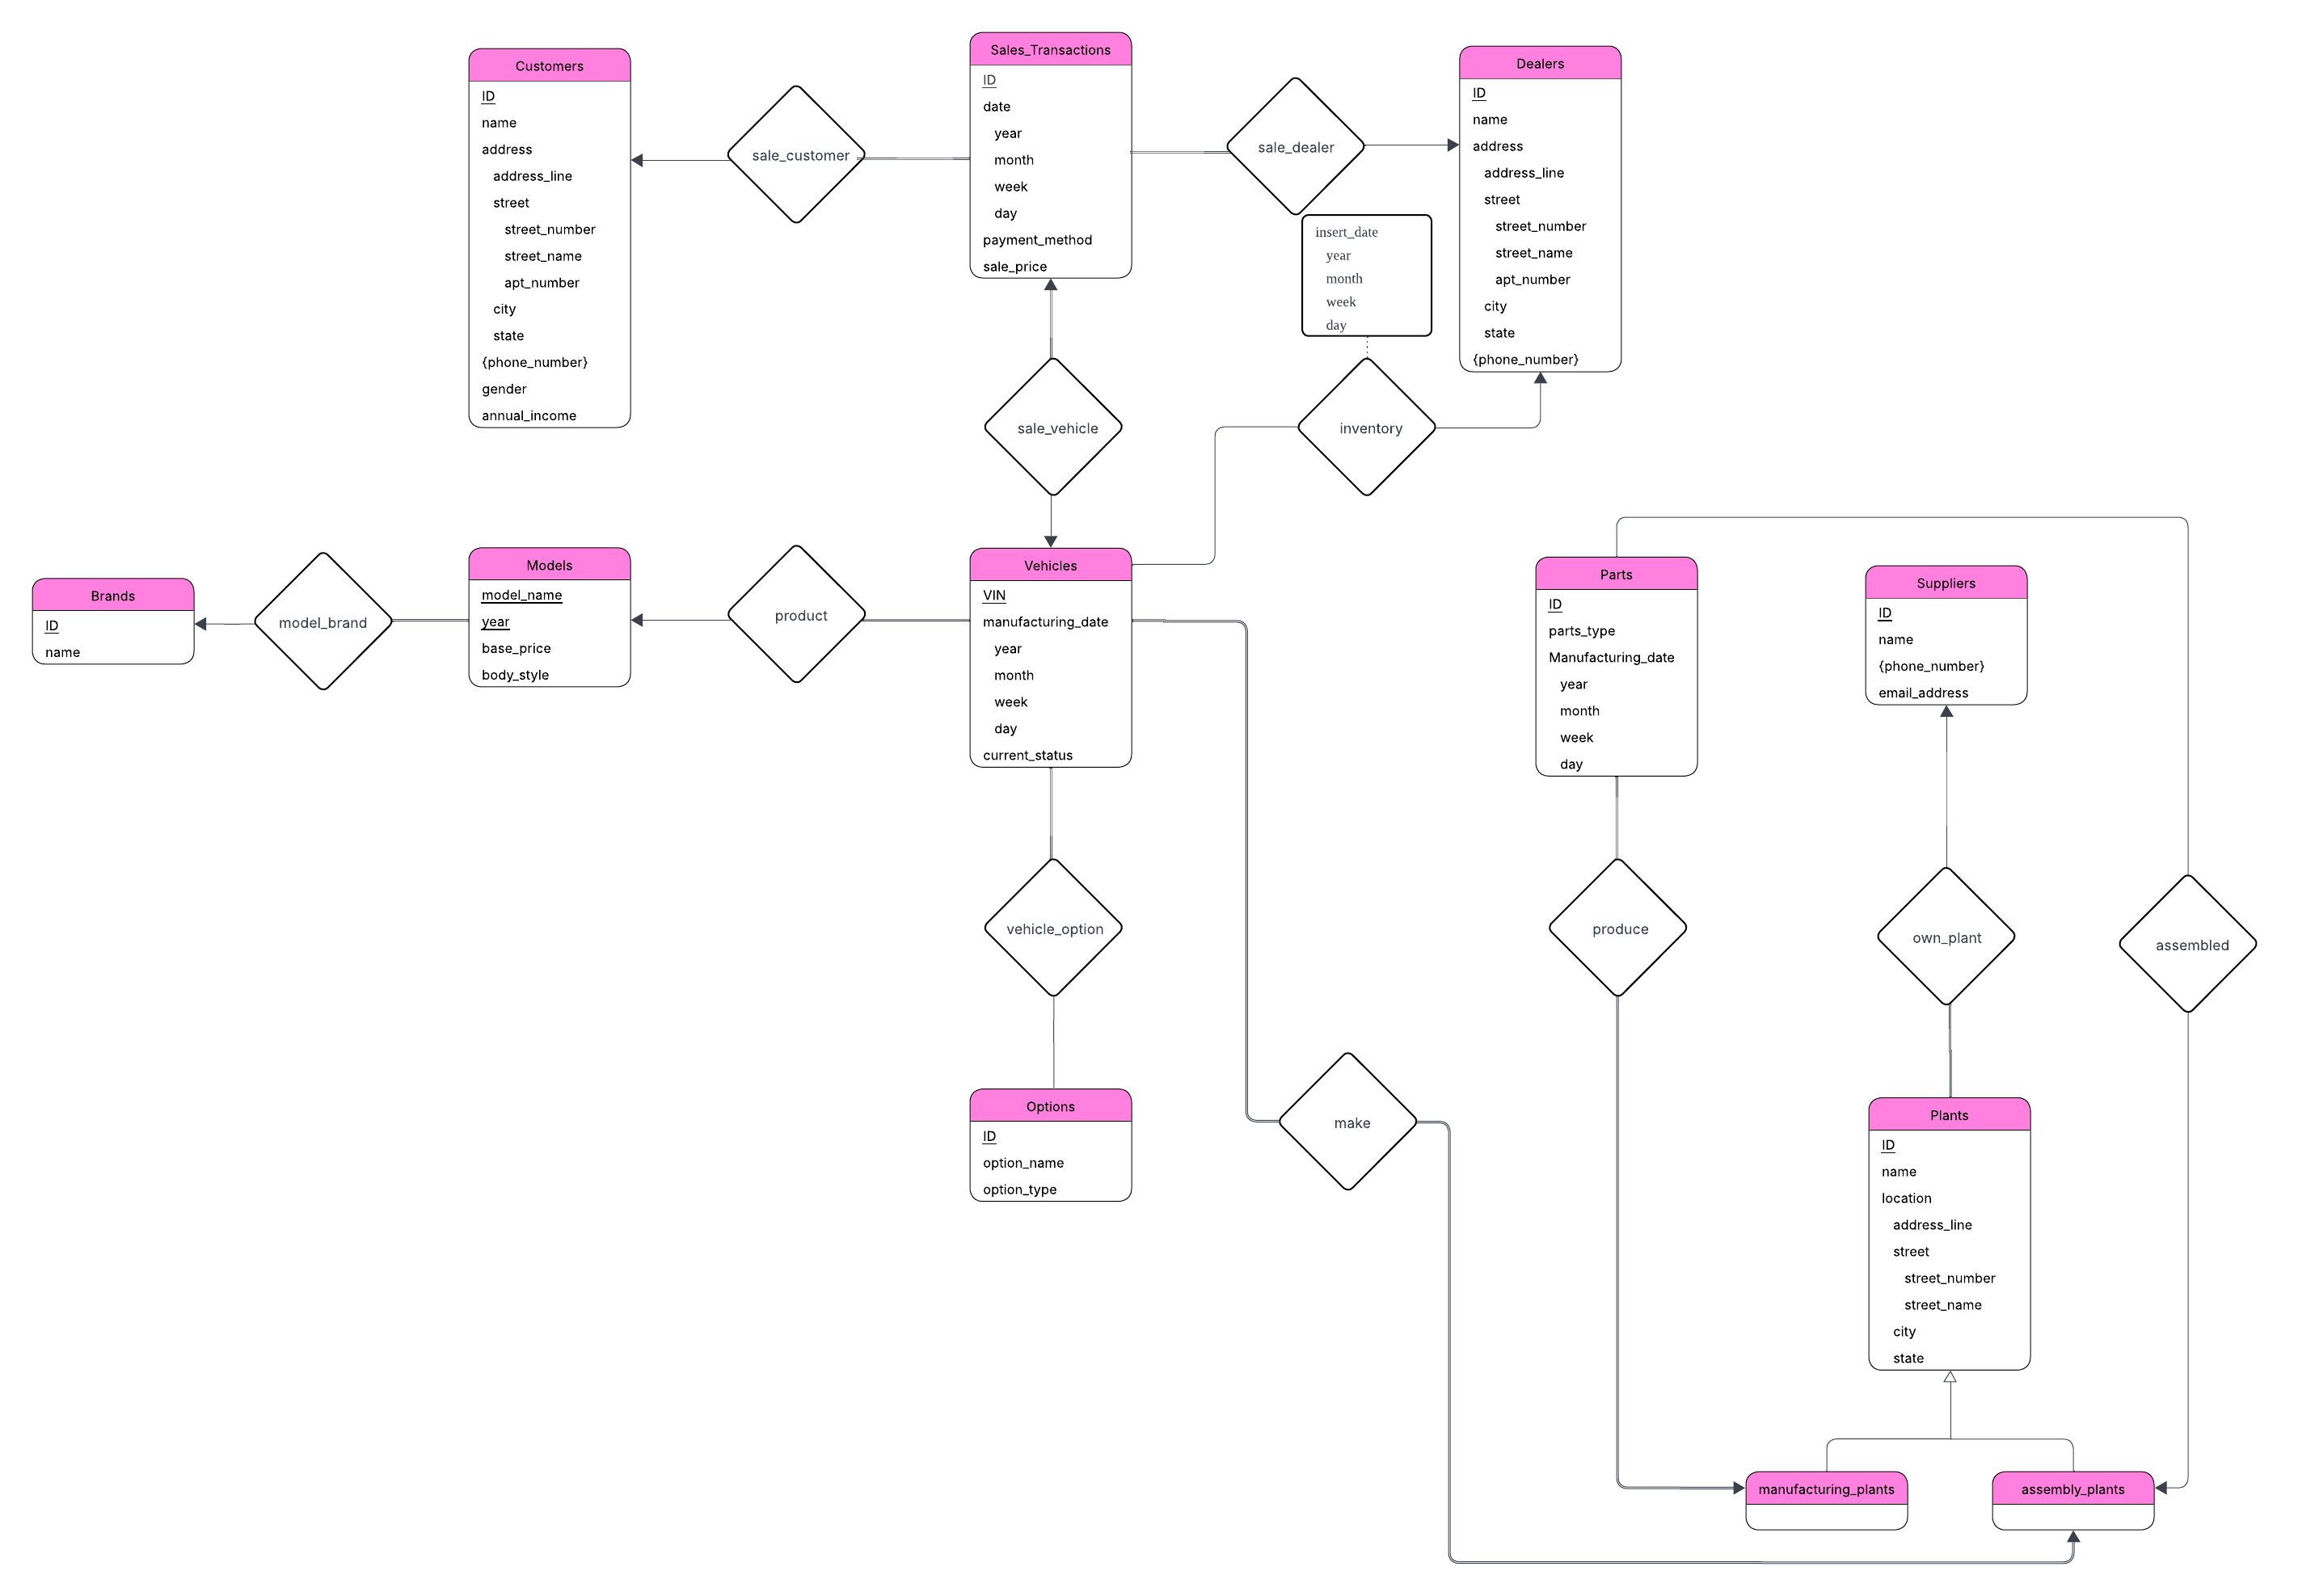 Customers
ID
name
address
address_line
street
street_number
street_name
apt_number
city
state
{phone_number}
gender
annual_income
sale_customer
Sales_Transactions
ID
date
year
month
week
day
payment_method
sale_price
sale_dealer
Dealers
ID
name
address
address_line
street
street_number
street_name
apt_number
city
state
{phone_number}
insert_date
year
month
week
day
sale_vehicle
inventory
Brands
ID
name
model_brand
Models
model_name
year
base_price
body_style
product
Vehicles
VIN
manufacturing_date
year
month
week
day
current_status
Parts
ID
parts_type
Manufacturing_date
year
month
week
day
Suppliers
ID
name
{phone_number}
email_address
vehicle_option
produce
own_plant
assembled
Options
ID
option_name
option_type
make
Plants
ID
name
location
address_line
street
street_number
street_name
city
state
manufacturing_plants
assembly_plants